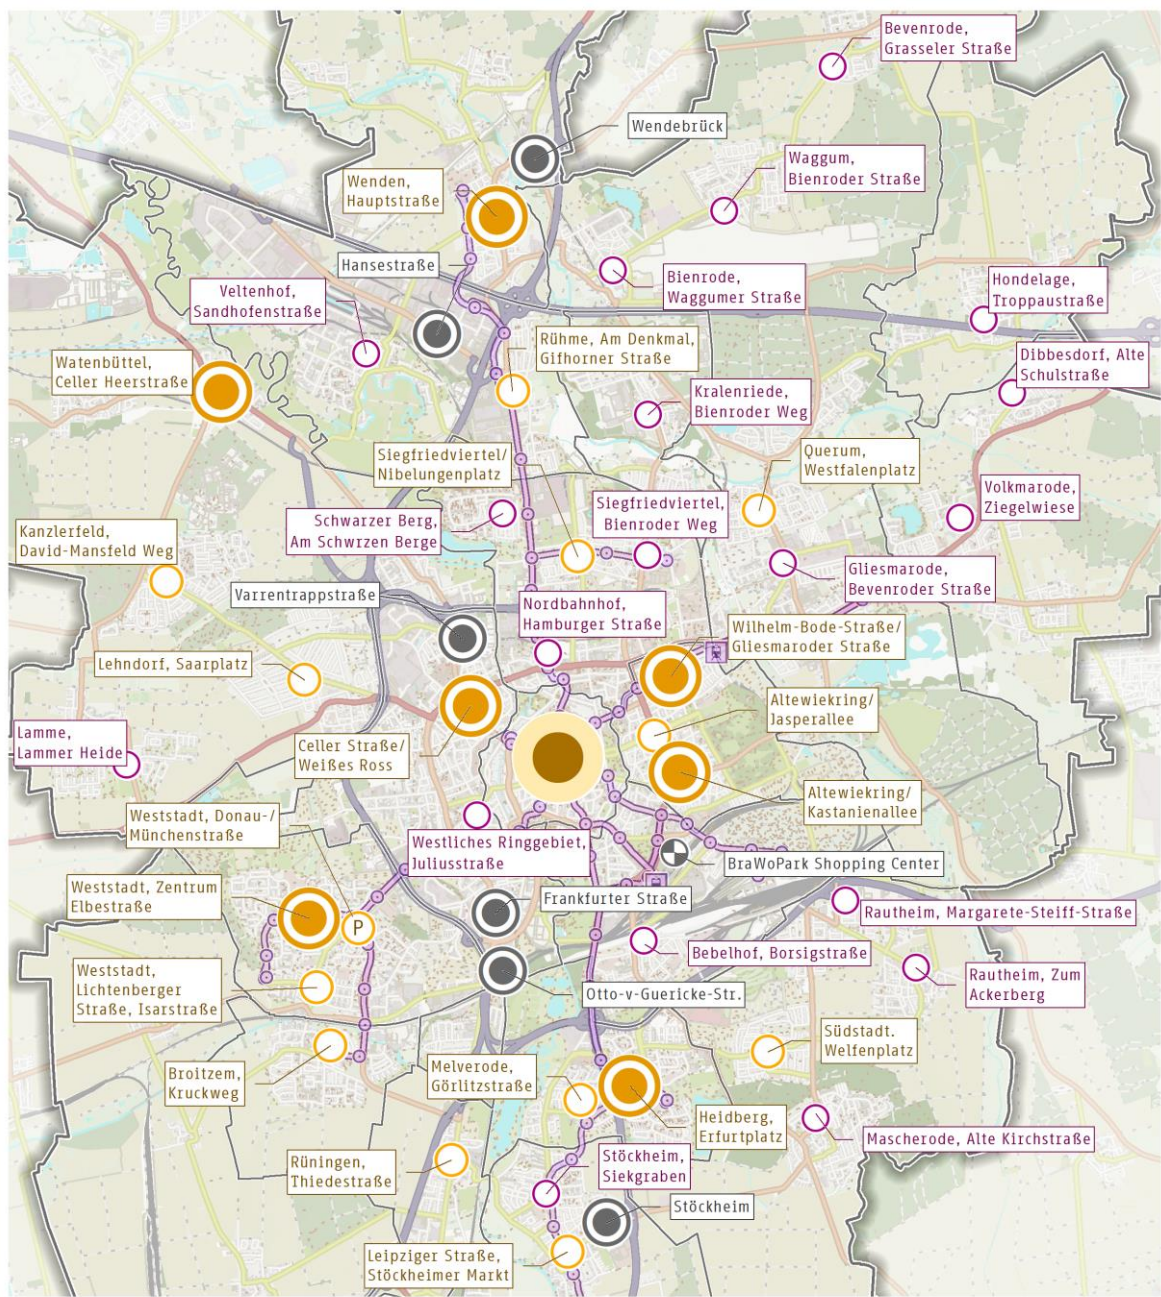 Bevenrode,
Grasseler Straße
Wendebrück
Waggum,
Bienroder Straße
Wenden,
Hauptstraße
Hansestraße
Bienrode,
Waggumer Straße
Veltenhof,
Sandhofenstraße
Hondelage,
Troppaustraße
Rühme, Am Denkmal,
Gifhorner Straße
Watenbüttel,
Celler Heerstraße
Dibbesdorf, Alte
Schulstraße
Kralenriede,
Bienroder Weg
Siegfriedviertel/
Nibelungenplatz
Querum,
Westfalenplatz
Siegfriedviertel,
Bienroder Weg
Volkmarode,
Ziegelwiese
Schwarzer Berg,
Am Schwrzen Berge
Kanzlerfeld,
David-Mansfeld Weg
Gliesmarode,
Bevenroder Straße
Varrentrappstraße
Nordbahnhof,
Hamburger Straße
Wilhelm-Bode-Straße/
Gliesmaroder Straße
Lehndorf, Saarplatz
Altewiekring/
Jasperallee
Lamme,
Lammer Heide
Celler Straße/
Weißes Ross
Altewiekring/
Kastanienallee
Weststadt, Donau-/
Münchenstraße
Westliches Ringgebiet,
Juliusstraße
BraWoPark Shopping Center
Weststadt, Zentrum
Elbestraße
Frankfurter Straße
Rautheim, Margarete-Steiff-Straße
P
Bebelhof, Borsigstraße
Weststadt,
Lichtenberger
Straße, Isarstraße
Rautheim, Zum
Ackerberg
Otto-v-Guericke-Str.
Südstadt.
Welfenplatz
Broitzem,
Kruckweg
Melverode,
Görlitzstraße
Heidberg,
Erfurtplatz
Mascherode, Alte Kirchstraße
Rüningen,
Thiedestraße
Stöckheim,
Siekgraben
Stöckheim
Leipziger Straße,
Stöckheimer Markt